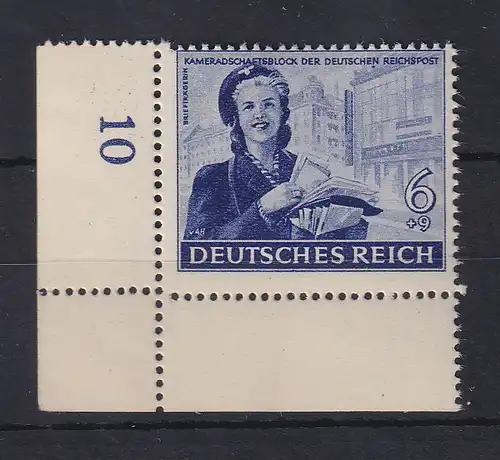 KAMERADSCHAFTSBLOCK DER DEUTSCHEN REICHSPOST
BRIEFTRÄGERIN
10
6
+9
DEUTSCHES REICH